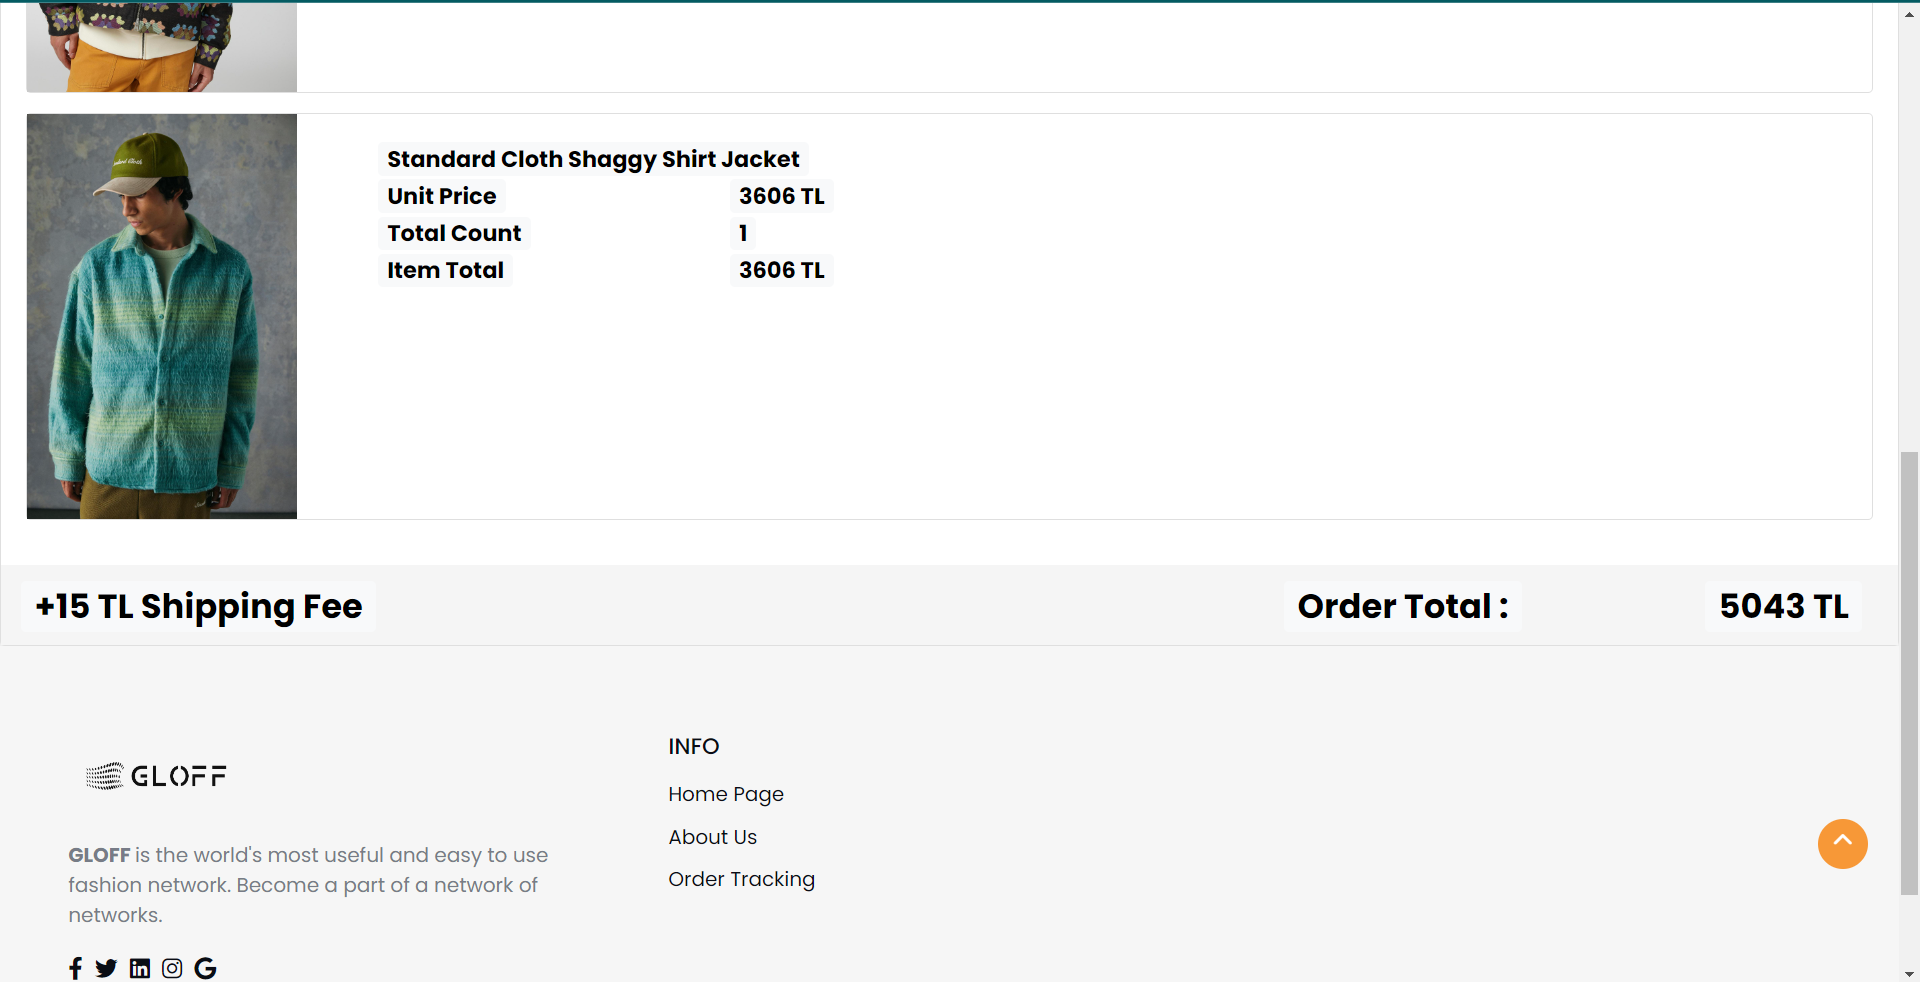 Standard Cloth Shaggy Shirt Jacket
Unit Price 3606 TL
Total Count 1
Item Total 3606 TL
+15 TL Shipping Fee Order Total : 5043 TL
GLOFF
GLOFF is the world's most useful and easy to use
fashion network. Become a part of a network of
networks.
INFO
Home Page
About Us
Order Tracking